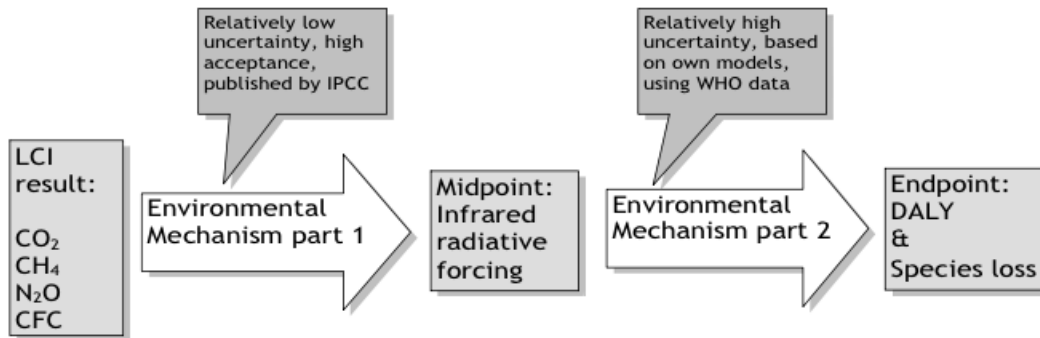 Relatively low
uncertainty, high
acceptance,
published by IPCC
Relatively high
uncertainty, based
on own models,
using WHO data
LCI
result:
CO₂
CH₄
N₂O
CFC
Environmental
Mechanism part 1
Midpoint:
Infrared
radiative
forcing
Environmental
Mechanism part 2
Endpoint:
DALY
&
Species loss